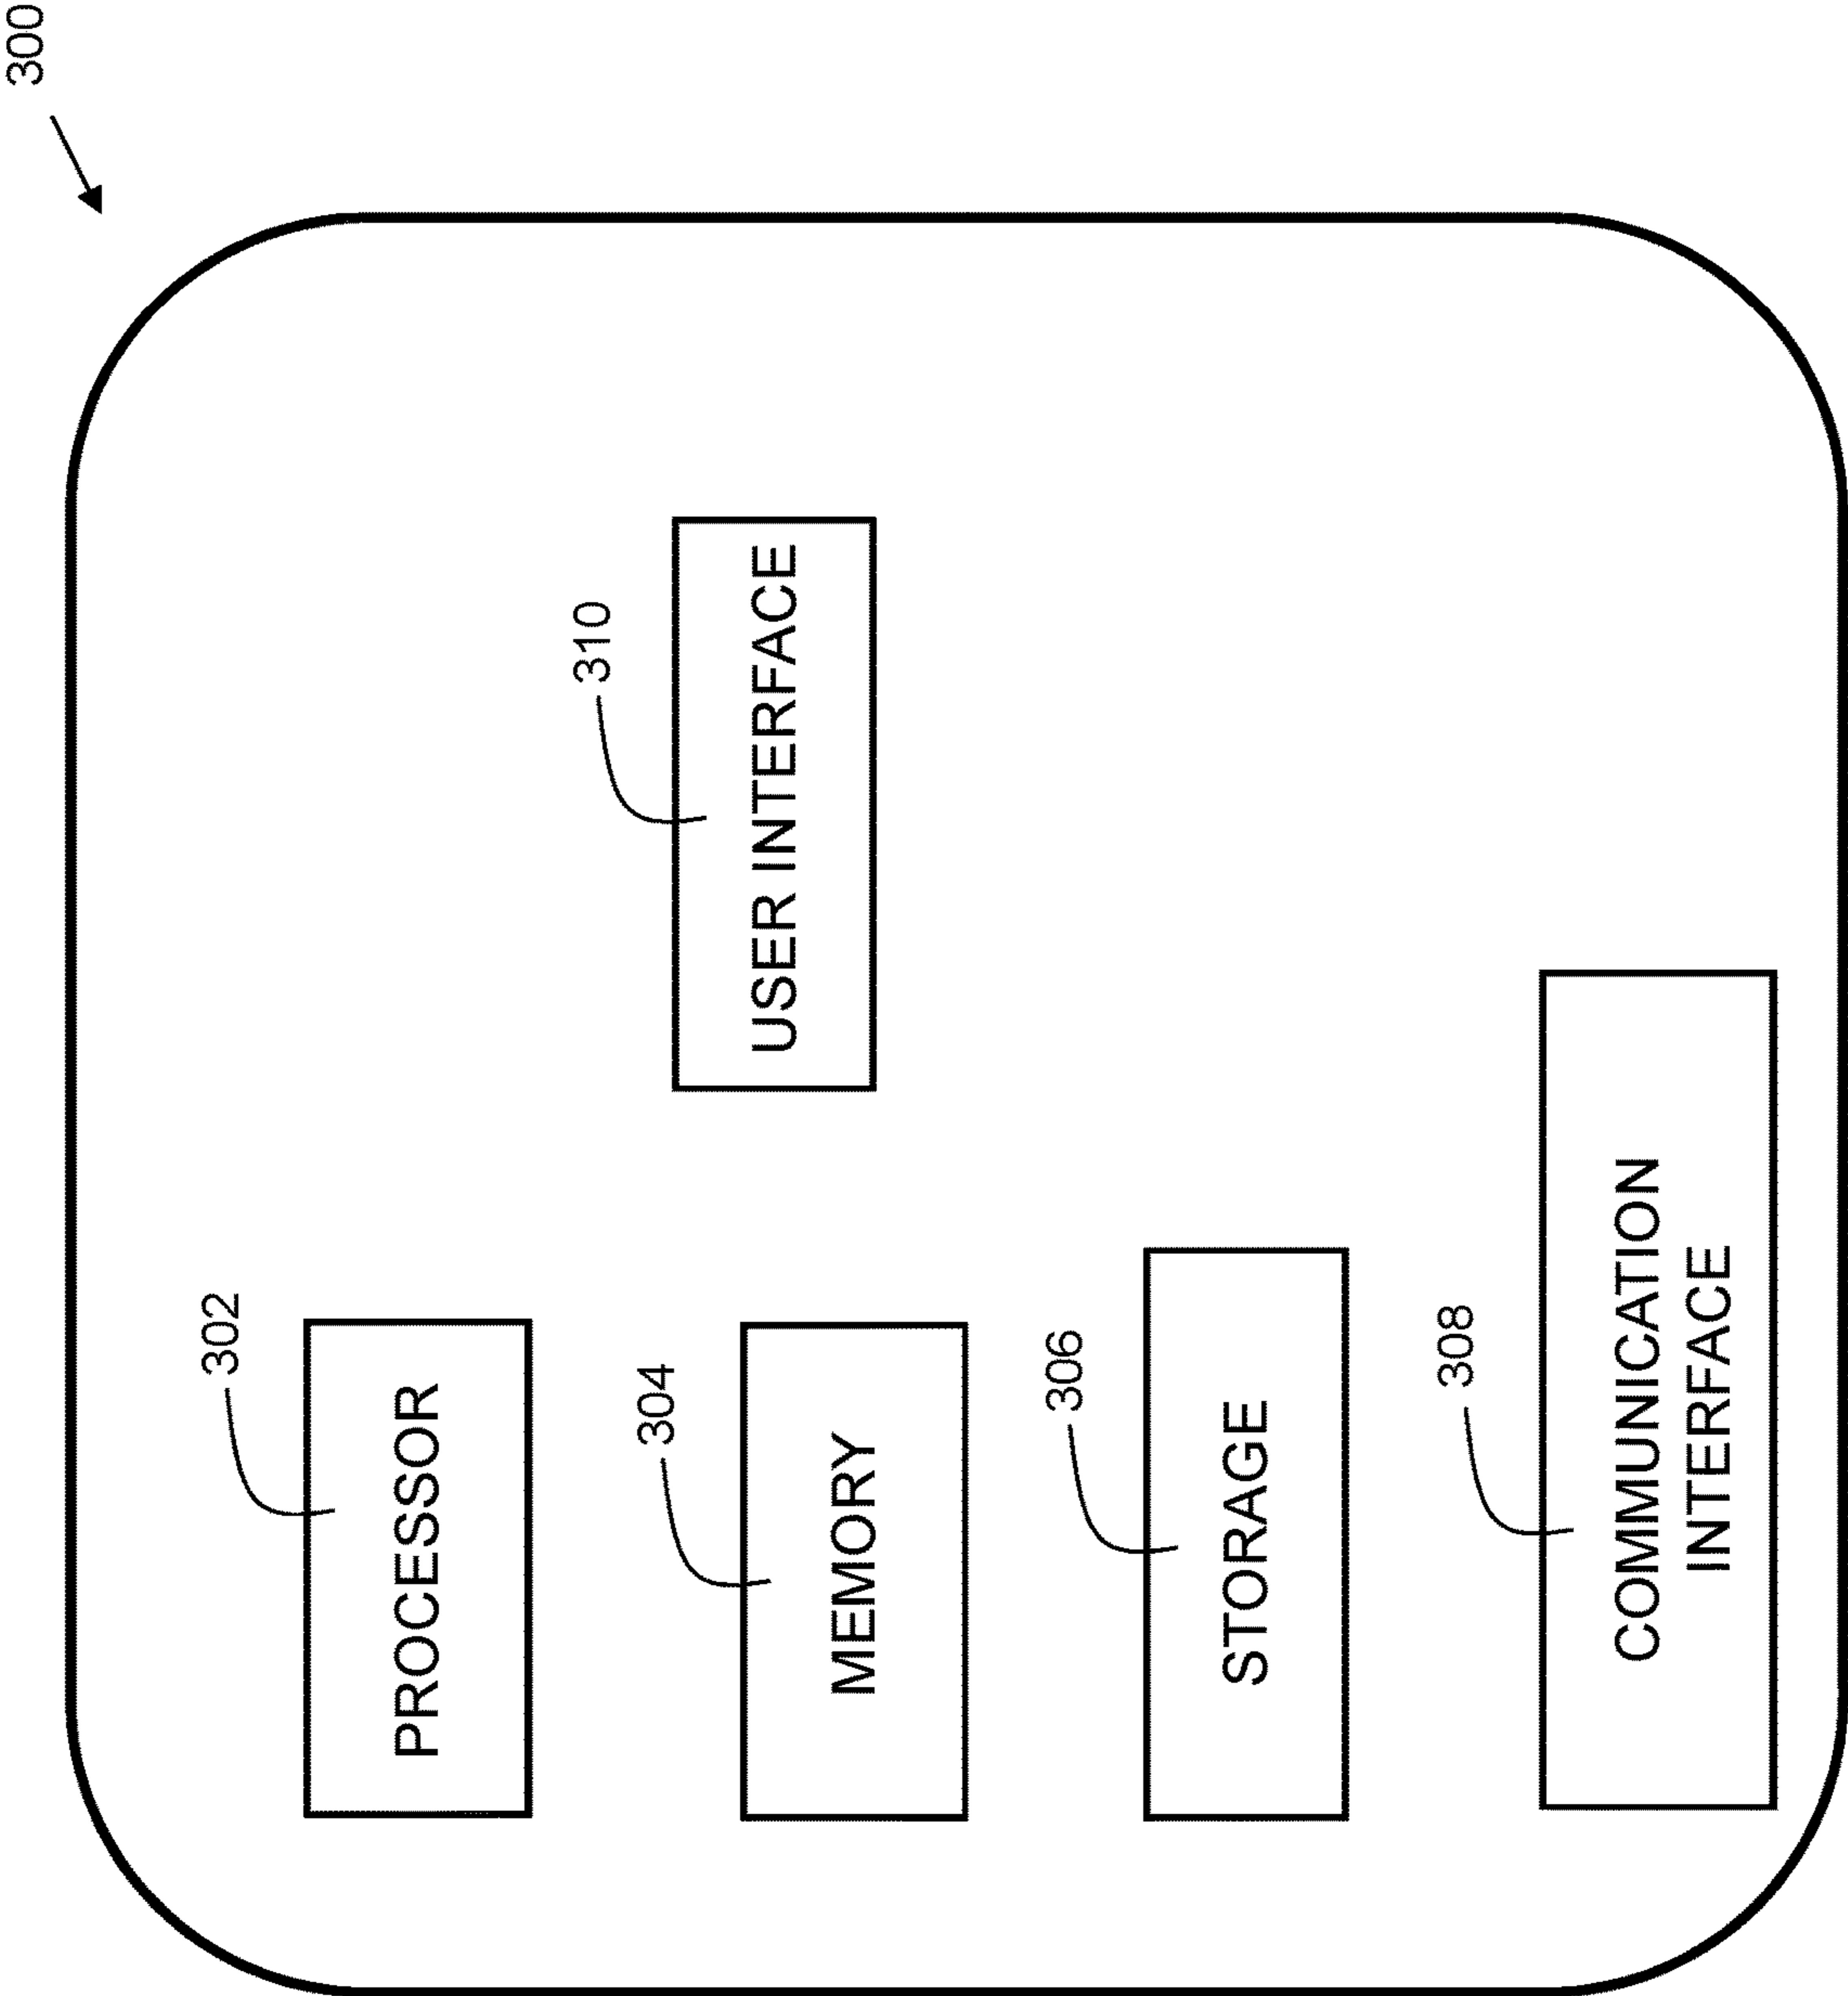 300
302
PROCESSOR
304
MEMORY
310
USER INTERFACE
306
STORAGE
308
COMMUNICATION
INTERFACE